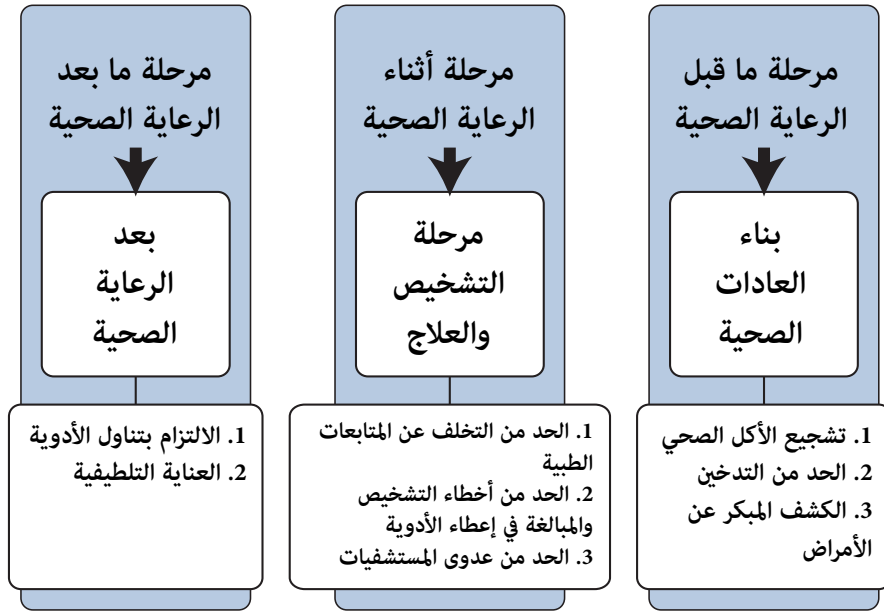 مرحلة ما قبل
الرعاية الصحية
بناء
العادات
الصحية
1. تشجيع الأكل الصحي
2. الحد من التدخين
3. الكشف المبكر عن
الأمراض
مرحلة أثناء
الرعاية الصحية
مرحلة
التشخيص
والعلاج
1. الحد من التخلف عن المتابعات
الطبية
2. الحد من أخطاء التشخيص
والمبالغة في إعطاء الأدوية
3. الحد من عدوى المستشفيات
مرحلة ما بعد
الرعاية الصحية
بعد
الرعاية
الصحية
1. الالتزام بتناول الأدوية
2. العناية التلطيفية